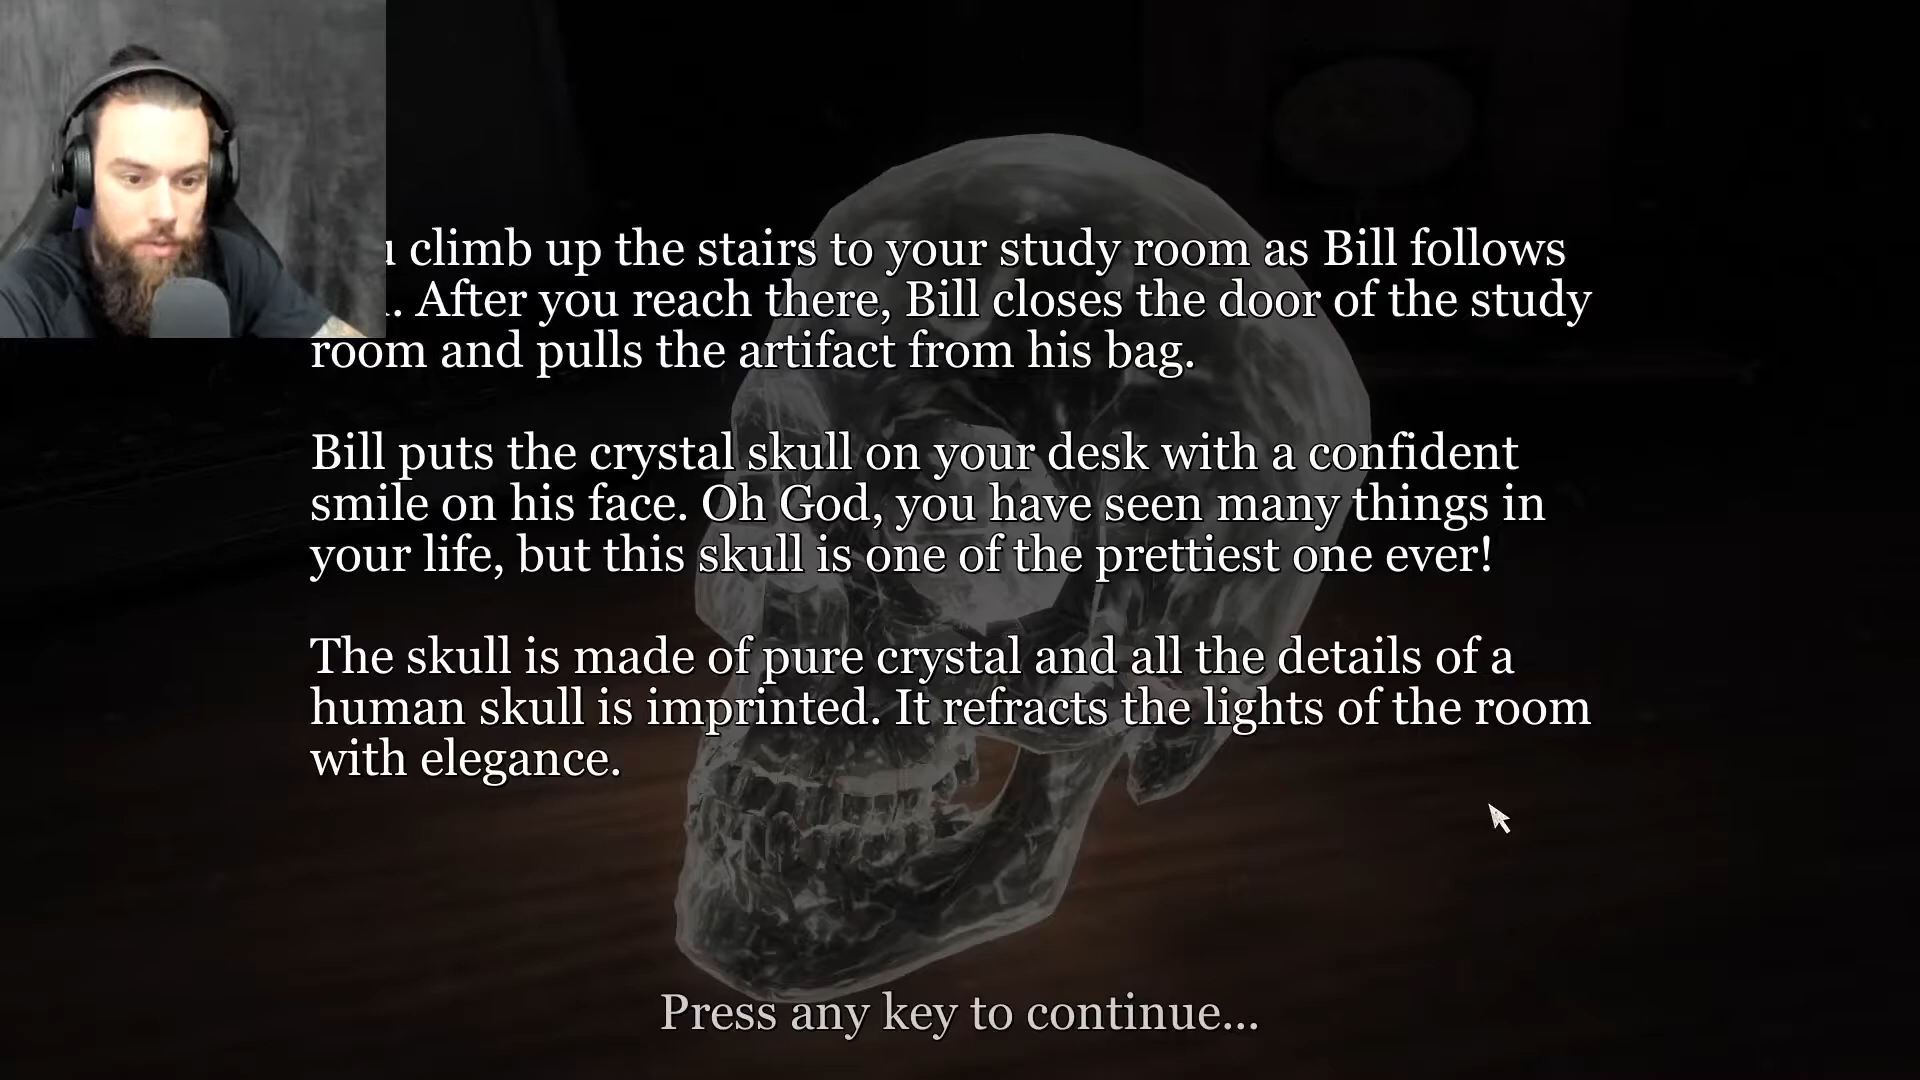 climb up the stairs to your study room as Bill follows
After you reach there, Bill closes the door of the study
room and pulls the artifact from his bag.
Bill puts the crystal skull on your desk with a confident
smile on his face. Oh God, you have seen many things in
your life, but this skull is one of the prettiest one ever!
The skull is made of pure crystal and all the details of a
human skull is imprinted. It refracts the lights of the room
with elegance.
Press any key to continue...